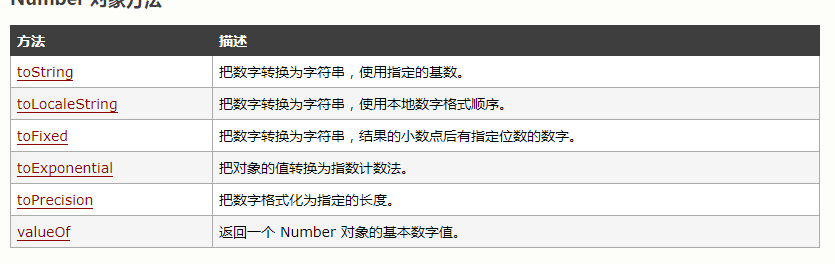 Number 对象方法
方法 描述
toString 把数字转换为字符串，使用指定的基数。
toLocaleString 把数字转换为字符串，使用本地数字格式顺序。
toFixed 把数字转换为字符串，结果的小数点后有指定位数的数字。
toExponential 把对象的值转换为指数计数法。
toPrecision 把数字格式化为指定的长度。
valueOf 返回一个 Number 对象的基本数字值。